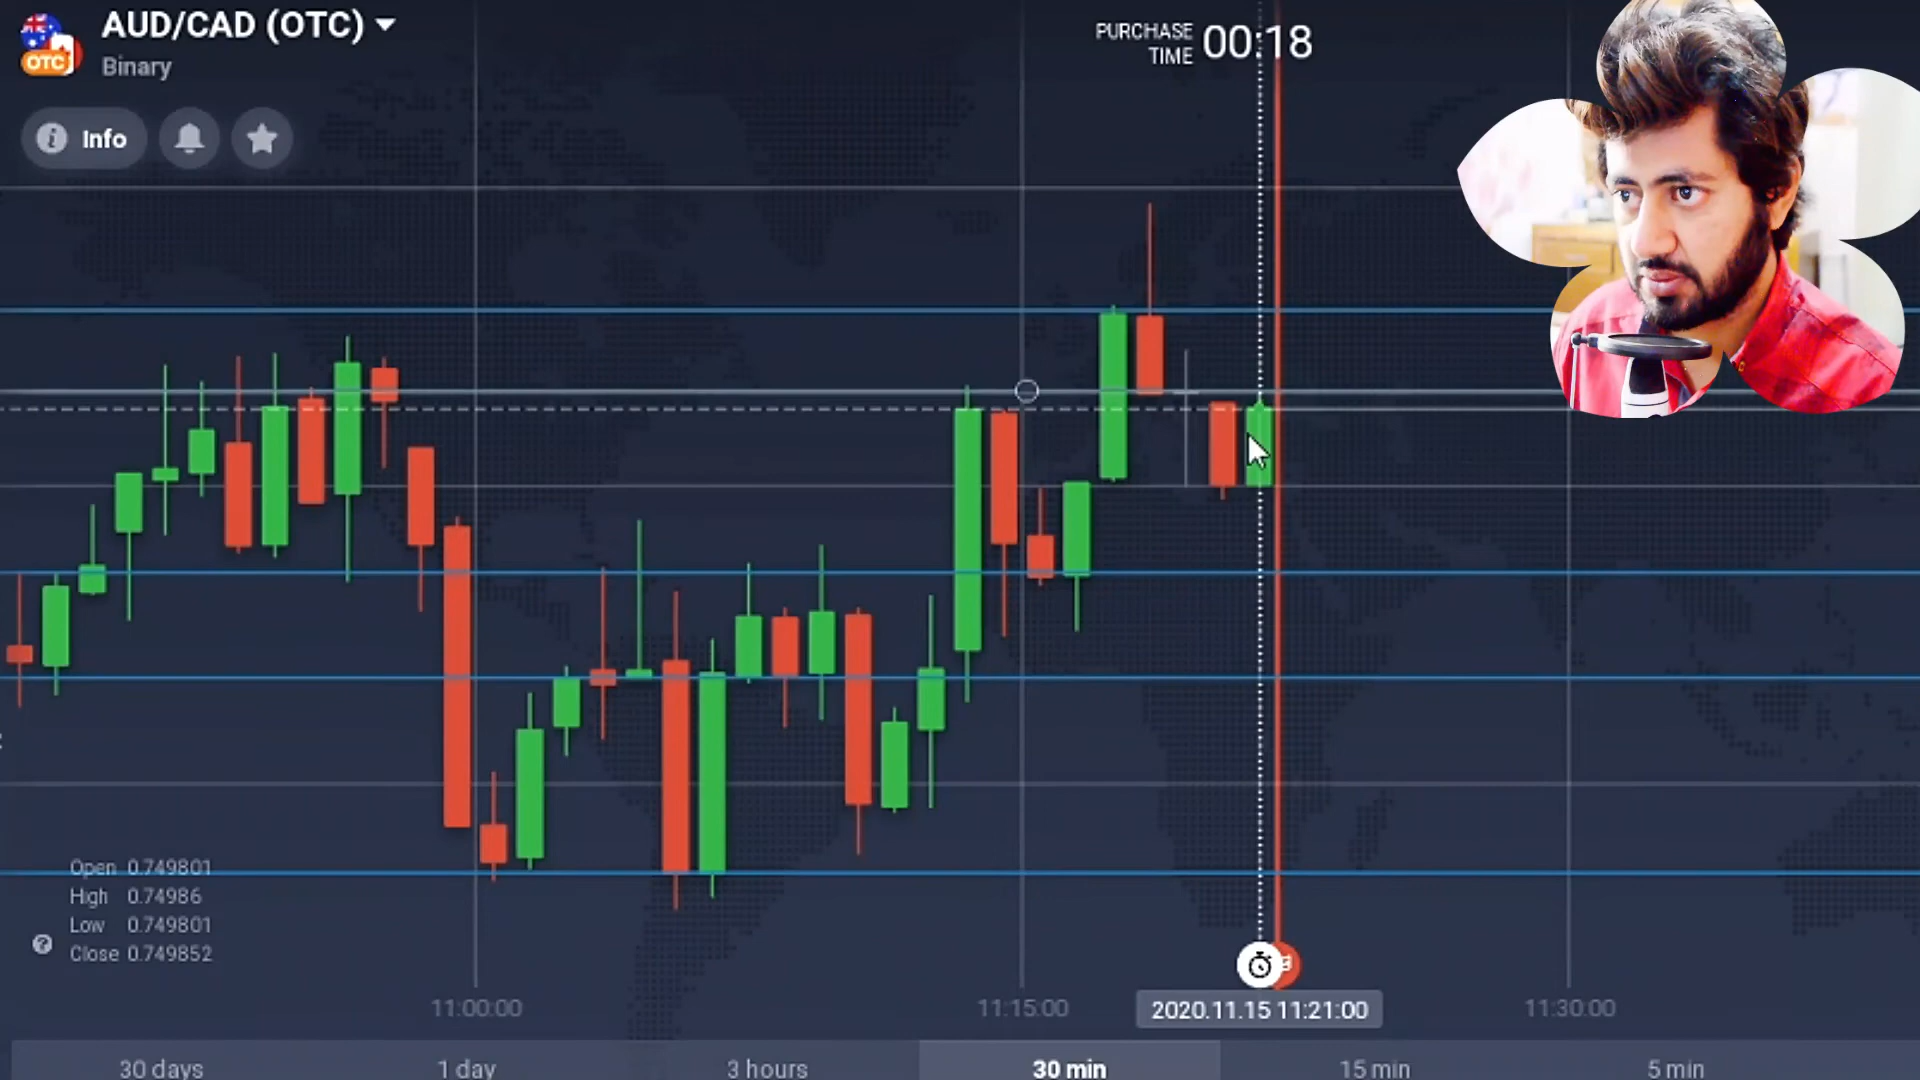 AUD/CAD (OTC)
OTC
Binary
PURCHASE
TIME
00:18
Info
Open 0.749801
High 0.74986
Low 0.749801
Close 0.749852
11:00:00
11:15:00
2020.11.15 11:21:00
11:30:00
30 days
1 day
3 hours
30 min
15 min
5 min